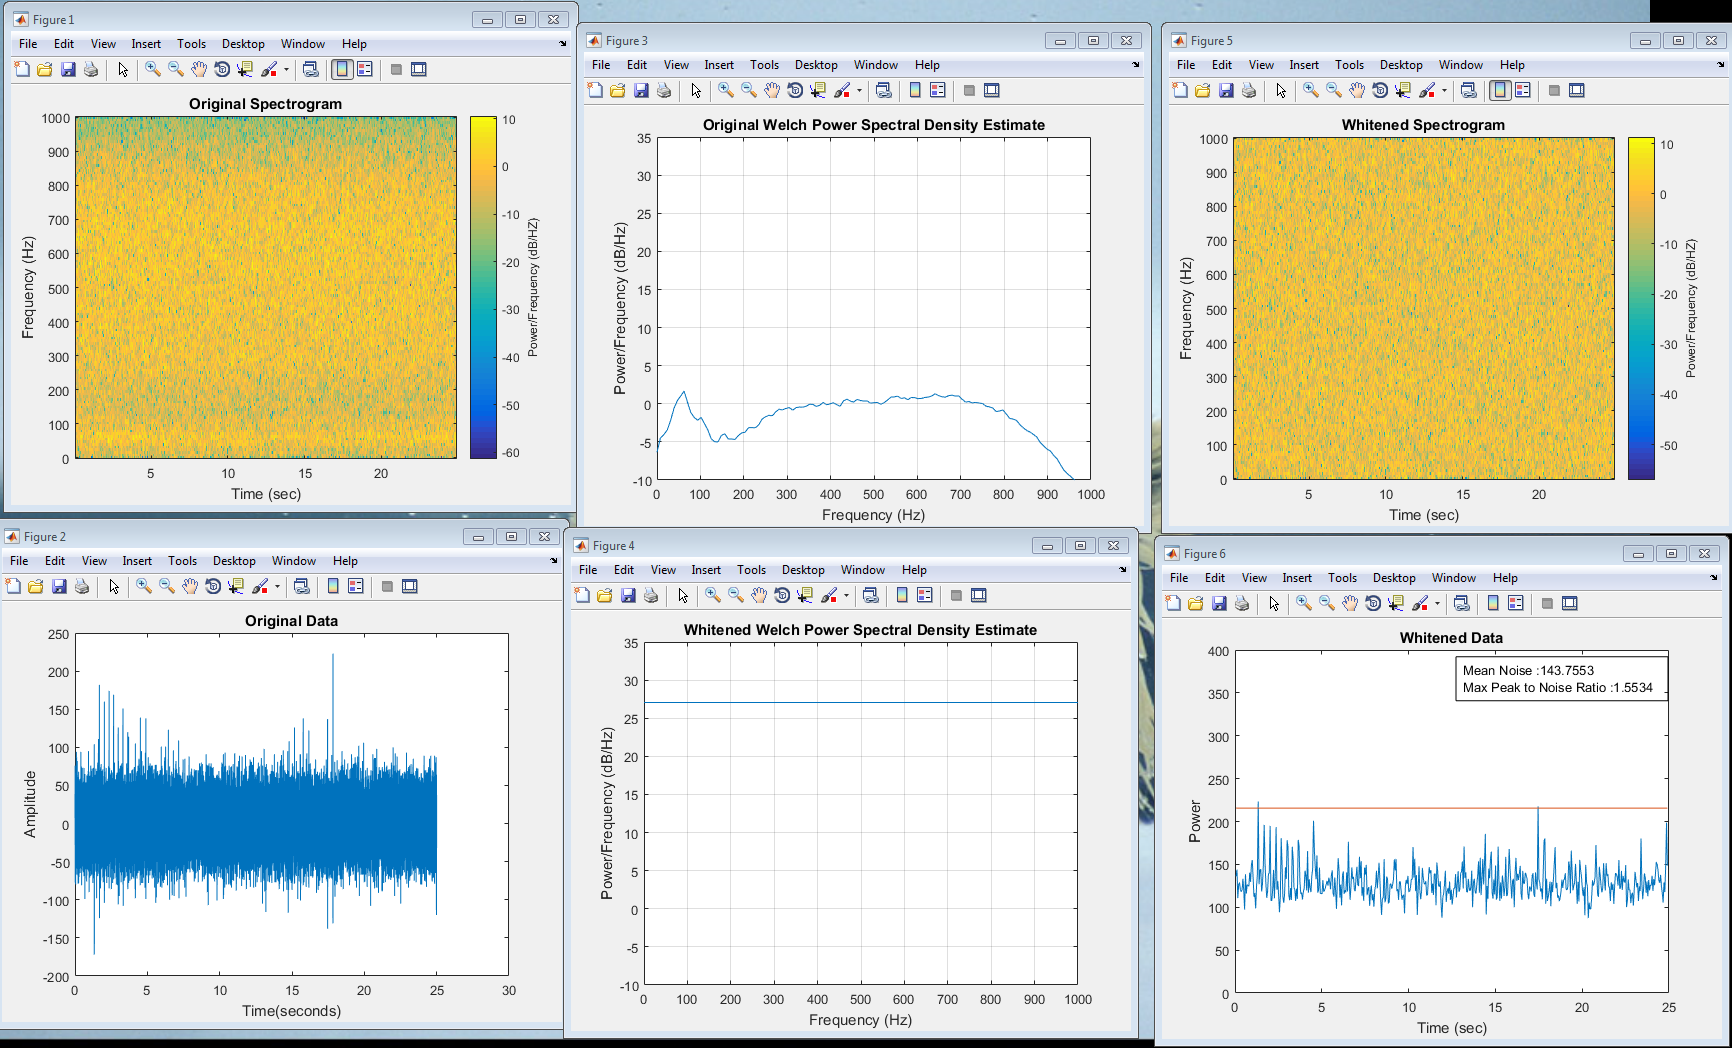 Figure 1
File Edit View Insert Tools Desktop Window Help
Original Spectrogram
1000
900
800
700
600
500
400
300
200
100
0
Frequency (Hz)
5 10 15 20
Time (sec)
10
0
-10
-20
-30
-40
-50
-60
Power/Frequency (dB/HZ)
Figure 3
File Edit View Insert Tools Desktop Window Help
Original Welch Power Spectral Density Estimate
35
30
25
20
15
10
5
0
-5
-10
Power/Frequency (dB/Hz)
0 100 200 300 400 500 600 700 800 900 1000
Frequency (Hz)
Figure 5
File Edit View Insert Tools Desktop Window Help
Whitened Spectrogram
1000
900
800
700
600
500
400
300
200
100
0
Frequency (Hz)
5 10 15 20
Time (sec)
10
0
-10
-20
-30
-40
-50
Power/Frequency (dB/HZ)
Figure 2
File Edit View Insert Tools Desktop Window Help
Original Data
250
200
150
100
50
0
-50
-100
-150
-200
Amplitude
0 5 10 15 20 25 30
Time(seconds)
Figure 4
File Edit View Insert Tools Desktop Window Help
Whitened Welch Power Spectral Density Estimate
35
30
25
20
15
10
5
0
-5
-10
Power/Frequency (dB/Hz)
0 100 200 300 400 500 600 700 800 900 1000
Frequency (Hz)
Figure 6
File Edit View Insert Tools Desktop Window Help
Whitened Data
Mean Noise :143.7553
Max Peak to Noise Ratio :1.5534
400
350
300
250
200
150
100
50
0
Power
0 5 10 15 20 25
Time (sec)